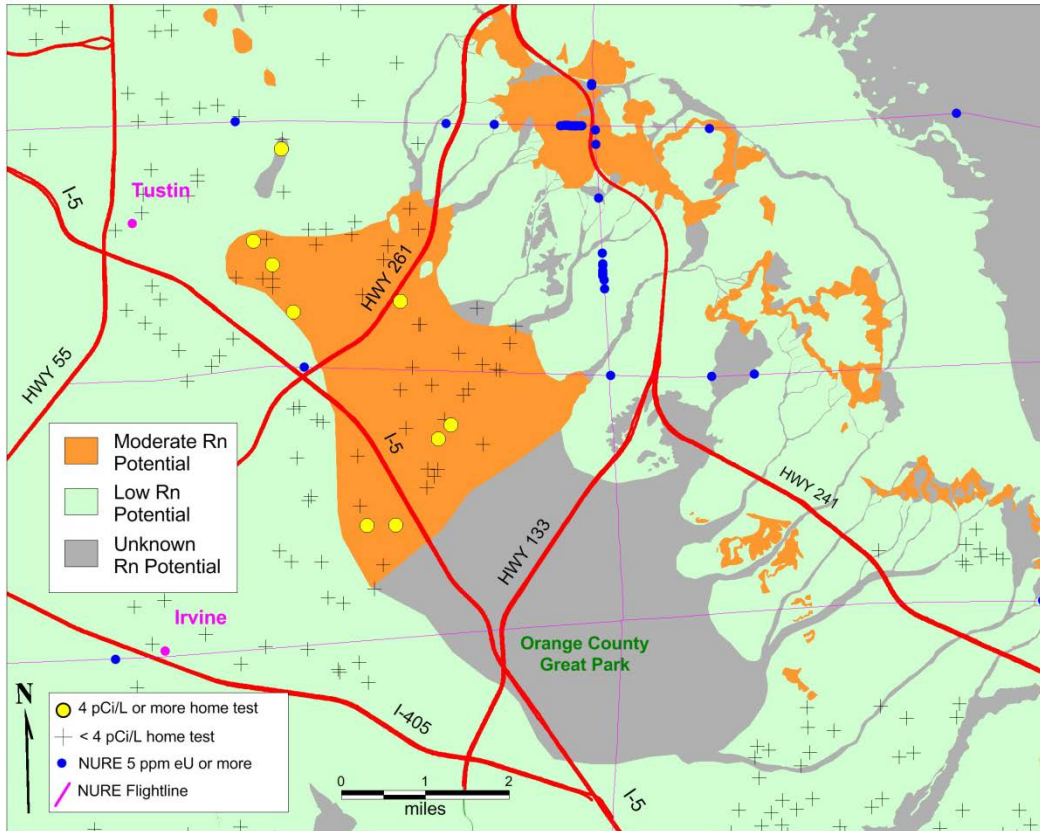 Tustin
I-5
HWY 261
HWY 55
I-5
HWY 241
HWY 133
Moderate Rn
Potential
Low Rn
Potential
Unknown
Rn Potential
Irvine
Orange County
Great Park
I-405
I-5
N
4 pCi/L or more home test
< 4 pCi/L home test
NURE 5 ppm eU or more
NURE Flightline
0 1 2
miles